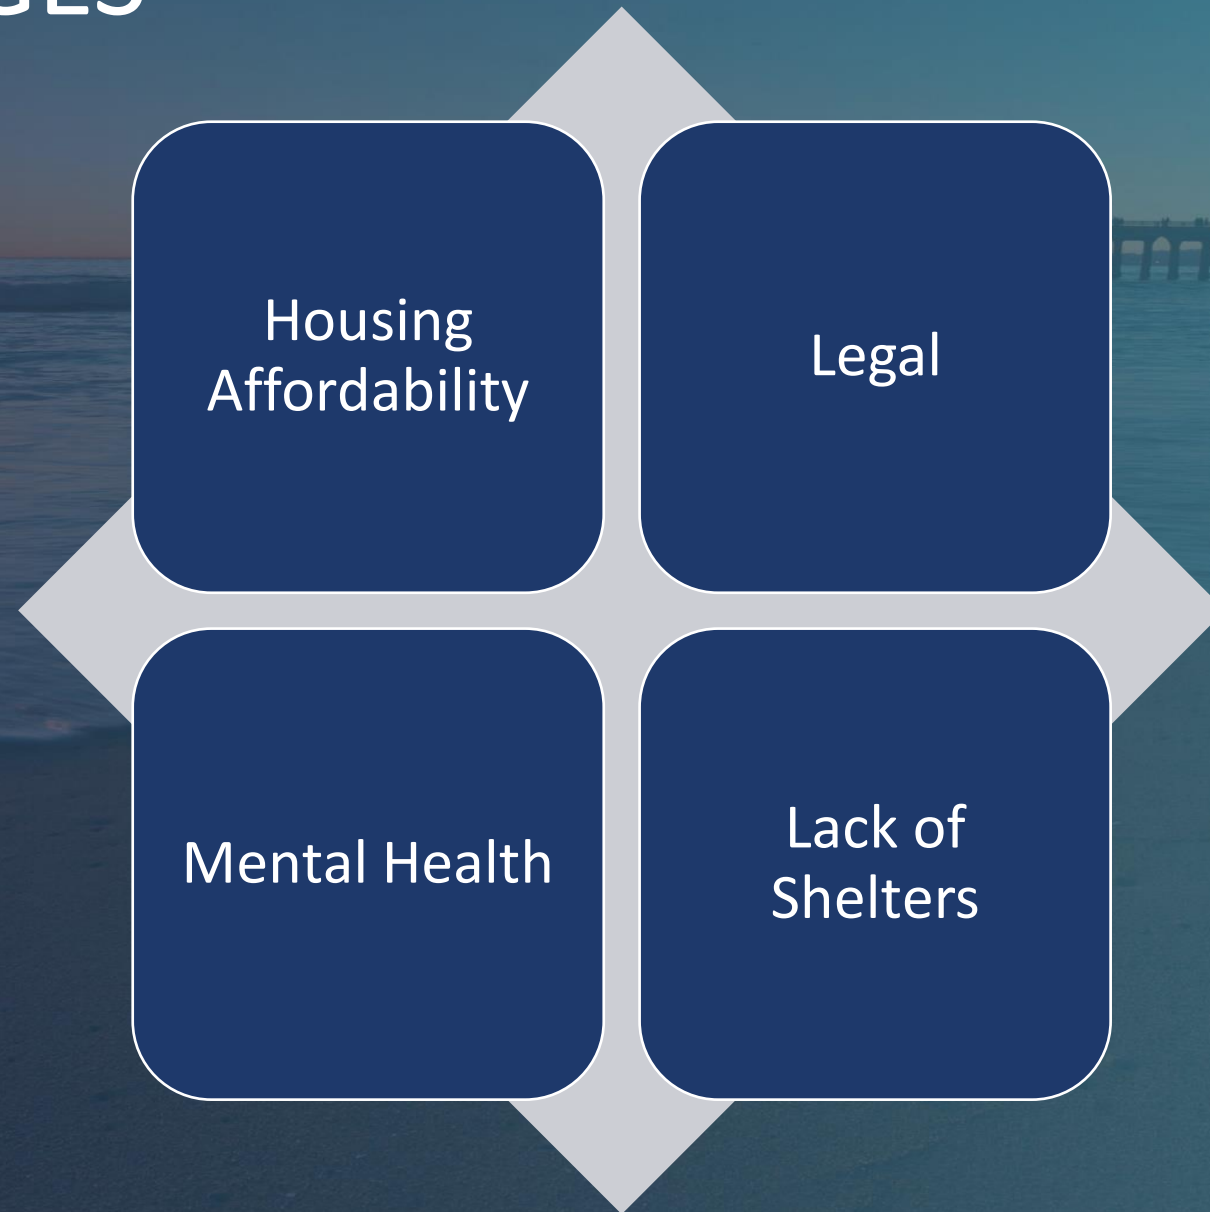 Housing
Affordability
Legal
Mental Health
Lack of
Shelters